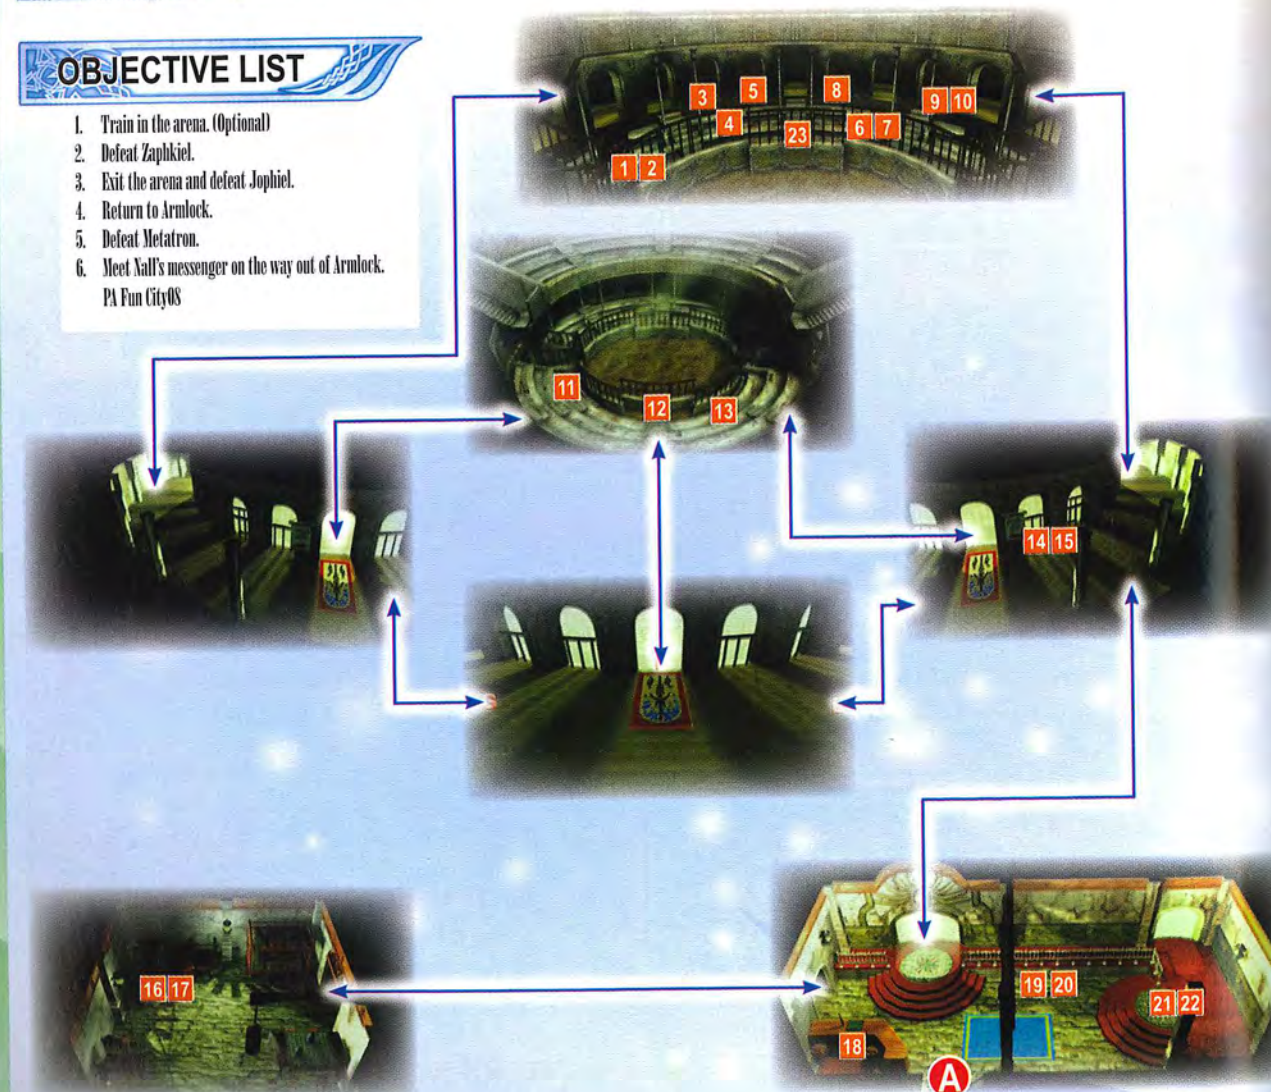 OBJECTIVE LIST
1. Train in the arena. (Optional)
2. Defeat Zaphkiel.
3. Exit the arena and defeat Jophiel.
4. Return to Armlock.
5. Defeat Metatron.
6. Meet Nall's messenger on the way out of Armlock.
PA Fun City08
3 5 8 9 10
4 23 6 7
1 2
11 12 13
14 15
16 17
19 20
21 22
18
A